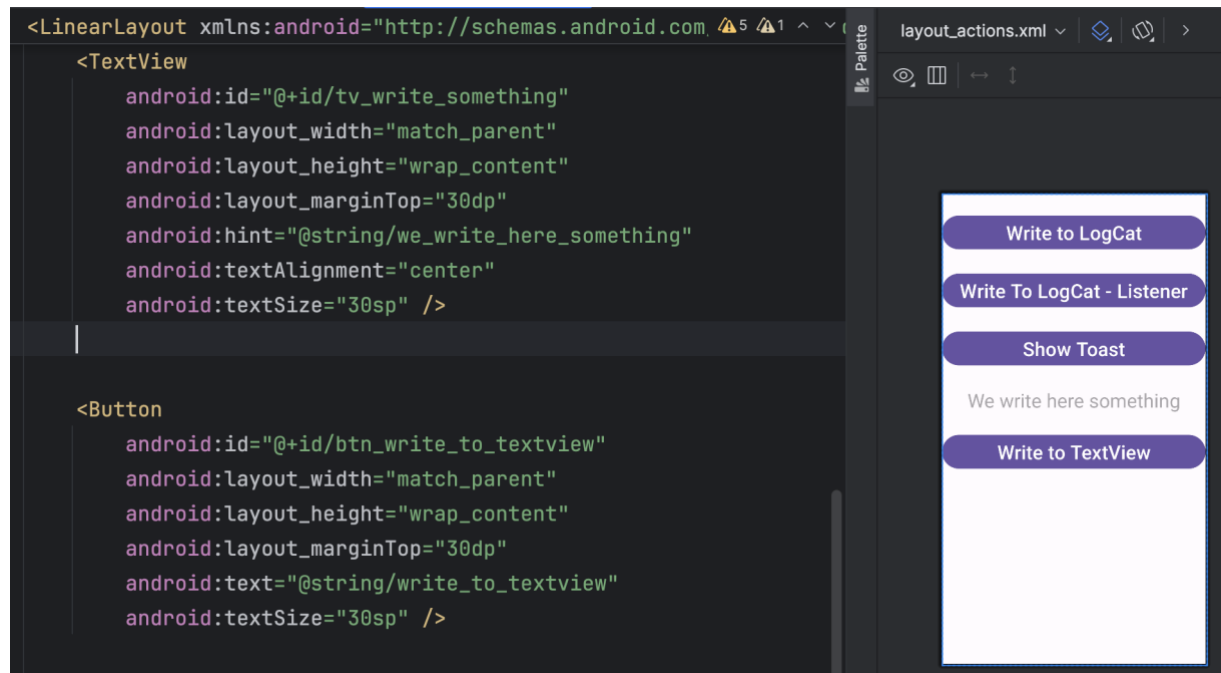 <LinearLayout xmlns:android="http://schemas.android.com 5 1
<TextView
android:id="@+id/tv_write_something"
android:layout_width="match_parent"
android:layout_height="wrap_content"
android:layout_marginTop="30dp"
android:hint="@string/we_write_here_something"
android:textAlignment="center"
android:textSize="30sp" />
<Button
android:id="@+id/btn_write_to_textview"
android:layout_width="match_parent"
android:layout_height="wrap_content"
android:layout_marginTop="30dp"
android:text="@string/write_to_textview"
android:textSize="30sp" />
Palette
layout_actions.xml
Write to LogCat
Write To LogCat - Listener
Show Toast
We write here something
Write to TextView